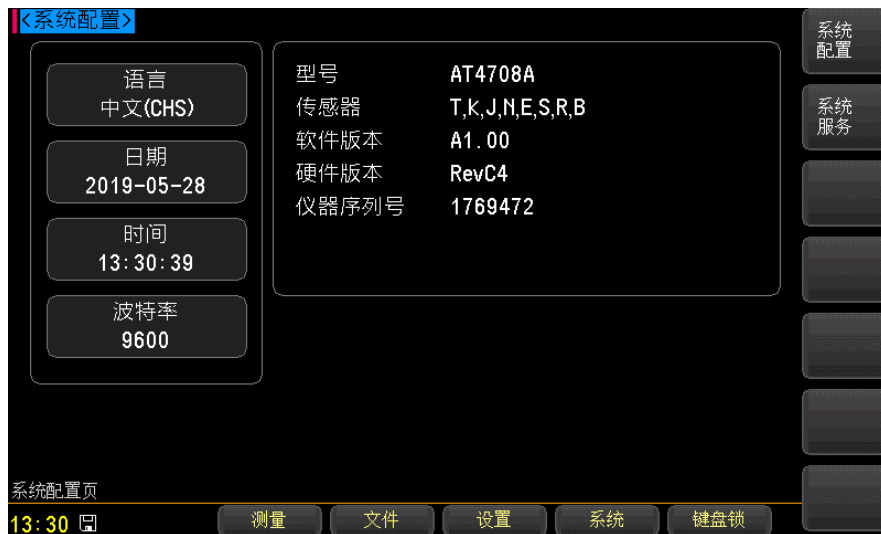 <系统配置>
语言
中文(CHS)
日期
2019-05-28
时间
13:30:39
波特率
9600
型号 AT4708A
传感器 T,K,J,N,E,S,R,B
软件版本 A1.00
硬件版本 RevC4
仪器序列号 1769472
系统
配置
系统
服务
系统配置页
13:30 测量 文件 设置 系统 键盘锁